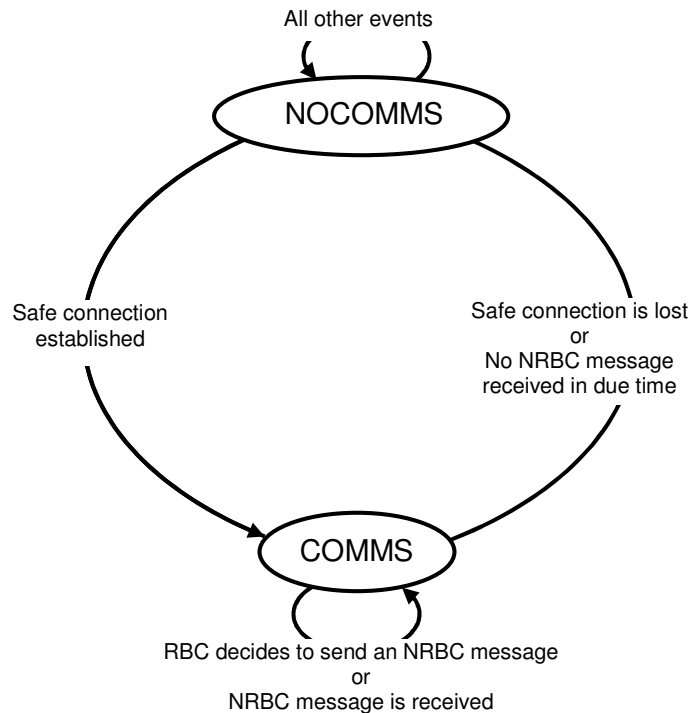 All other events
NOCOMMS
Safe connection
established
Safe connection is lost
or
No NRBC message
received in due time
COMMS
RBC decides to send an NRBC message
or
NRBC message is received